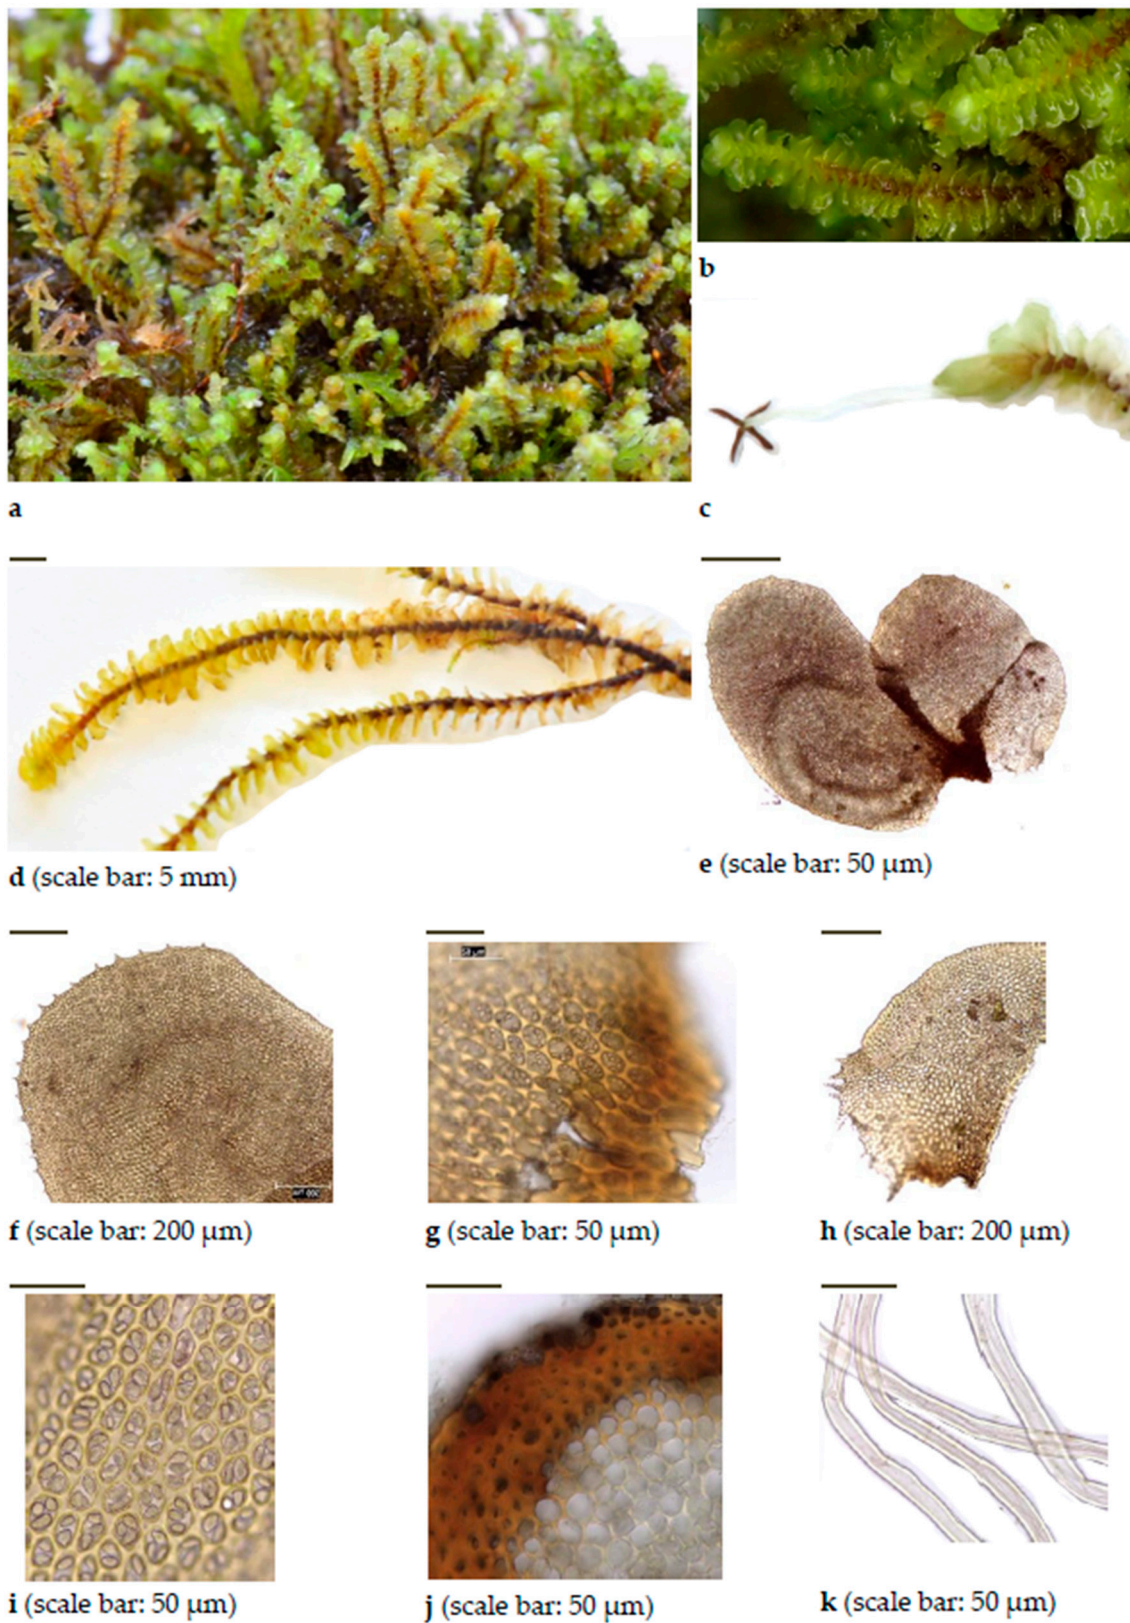 a
b
c
d (scale bar: 5 mm)
e (scale bar: 50 µm)
f (scale bar: 200 µm)
g (scale bar: 50 µm)
h (scale bar: 200 µm)
i (scale bar: 50 µm)
j (scale bar: 50 µm)
k (scale bar: 50 µm)